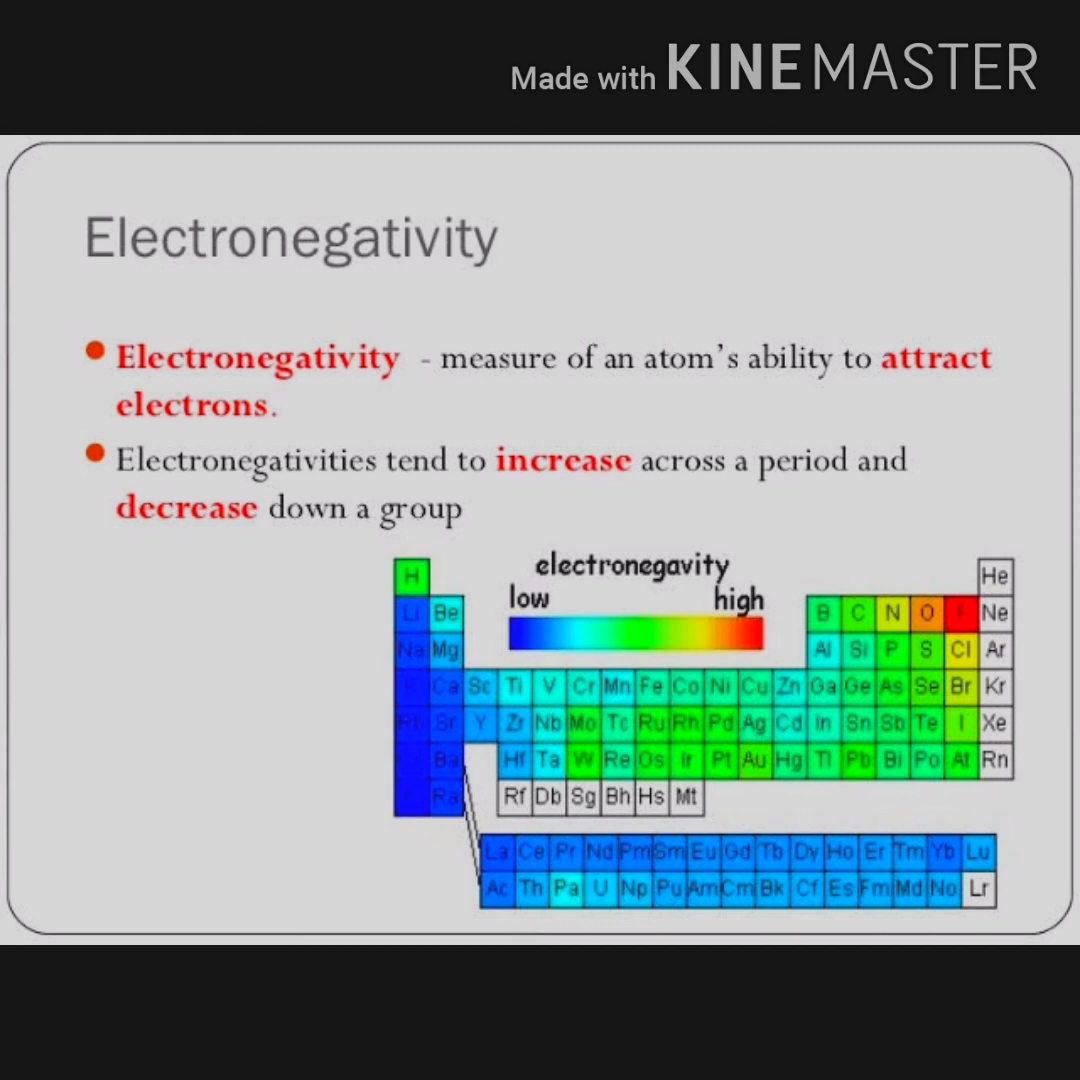 Made with KINEMASTER
Electronegativity
Electronegativity - measure of an atom's ability to attract
electrons.
Electronegativities tend to increase across a period and
decrease down a group
electronegavity
low high
H He
Li Be B C N O F Ne
Na Mg Al Si P S Cl Ar
Ca Sc Ti V Cr Mn Fe Co Ni Cu Zn Ga Ge As Se Br Kr
Rb Sr Y Zr Nb Mo Tc Ru Rh Pd Ag Cd In Sn Sb Te I Xe
Ba Hf Ta W Re Os Ir Pt Au Hg Tl Pb Bi Po At Rn
Ra Rf Db Sg Bh Hs Mt
La Ce Pr Nd Pm Sm Eu Gd Tb Dy Ho Er Tm Yb Lu
Ac Th Pa U Np Pu Am Cm Bk Cf Es Fm Md No Lr